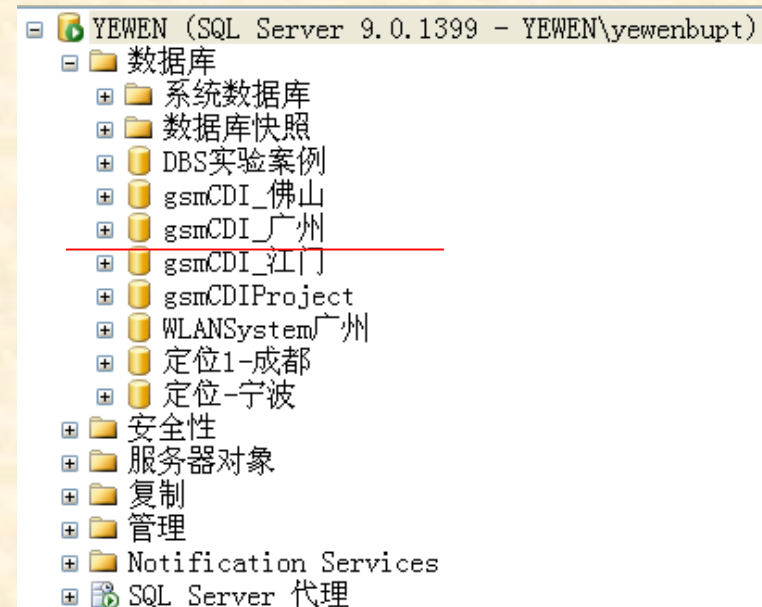 YEWEN (SQL Server 9.0.1399 - YEWEN\yewenbupt)
数据库
系统数据库
数据库快照
DBS实验案例
gsmCDI_佛山
gsmCDI_广州
gsmCDI_江门
gsmCDIProject
WLANSystem广州
定位1-成都
定位-宁波
安全性
服务器对象
复制
管理
Notification Services
SQL Server 代理